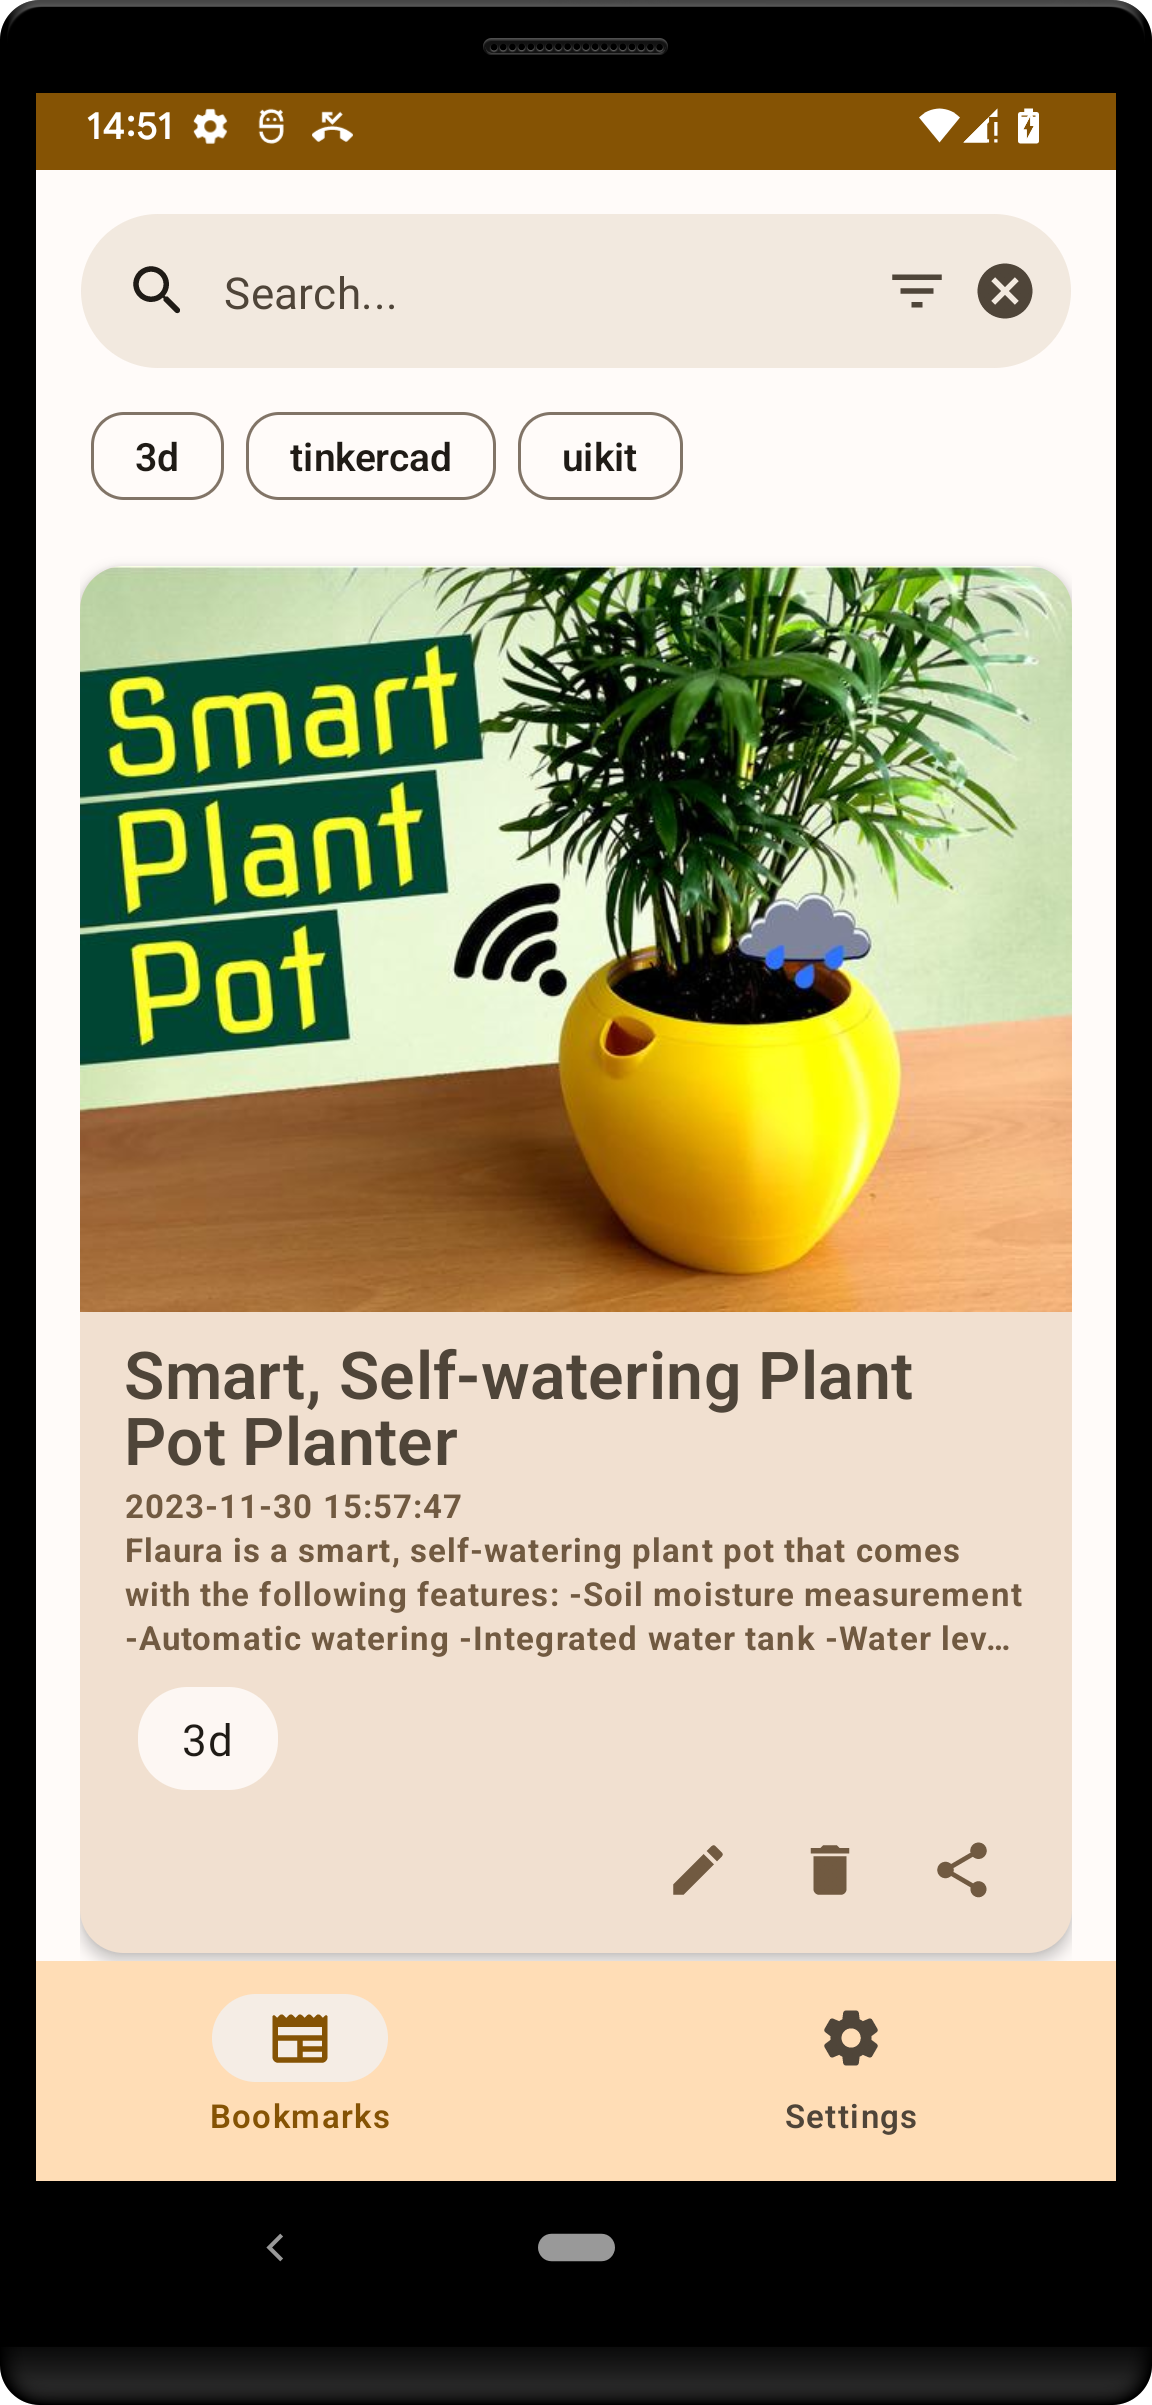 14:51
Search...
3d
tinkercad
uikit
Smart
Plant
Pot
Smart, Self-watering Plant
Pot Planter
2023-11-30 15:57:47
Flaura is a smart, self-watering plant pot that comes
with the following features: -Soil moisture measurement
-Automatic watering -Integrated water tank -Water lev…
3d
Bookmarks
Settings